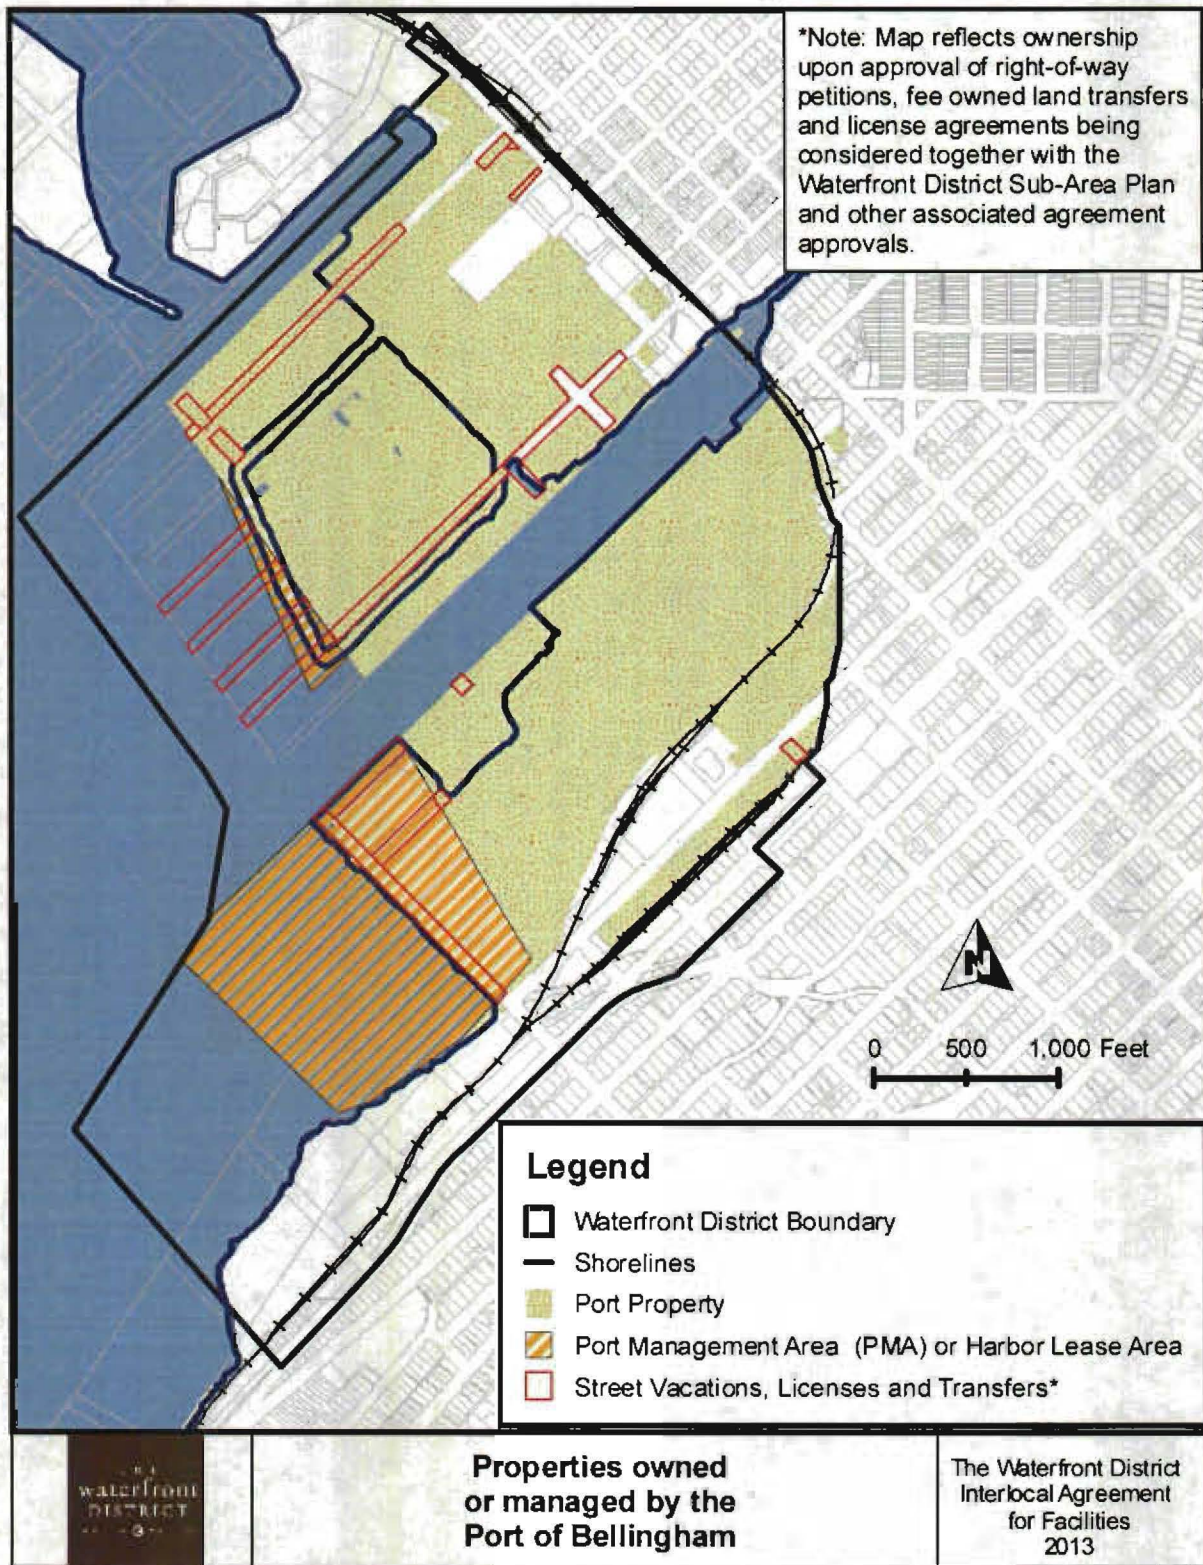 *Note: Map reflects ownership
upon approval of right-of-way
petitions, fee owned land transfers
and license agreements being
considered together with the
Waterfront District Sub-Area Plan
and other associated agreement
approvals.
N
0 500 1,000 Feet
Legend
Waterfront District Boundary
Shorelines
Port Property
Port Management Area (PMA) or Harbor Lease Area
Street Vacations, Licenses and Transfers*
waterfront
DISTRICT
Properties owned
or managed by the
Port of Bellingham
The Waterfront District
Interlocal Agreement
for Facilities
2013